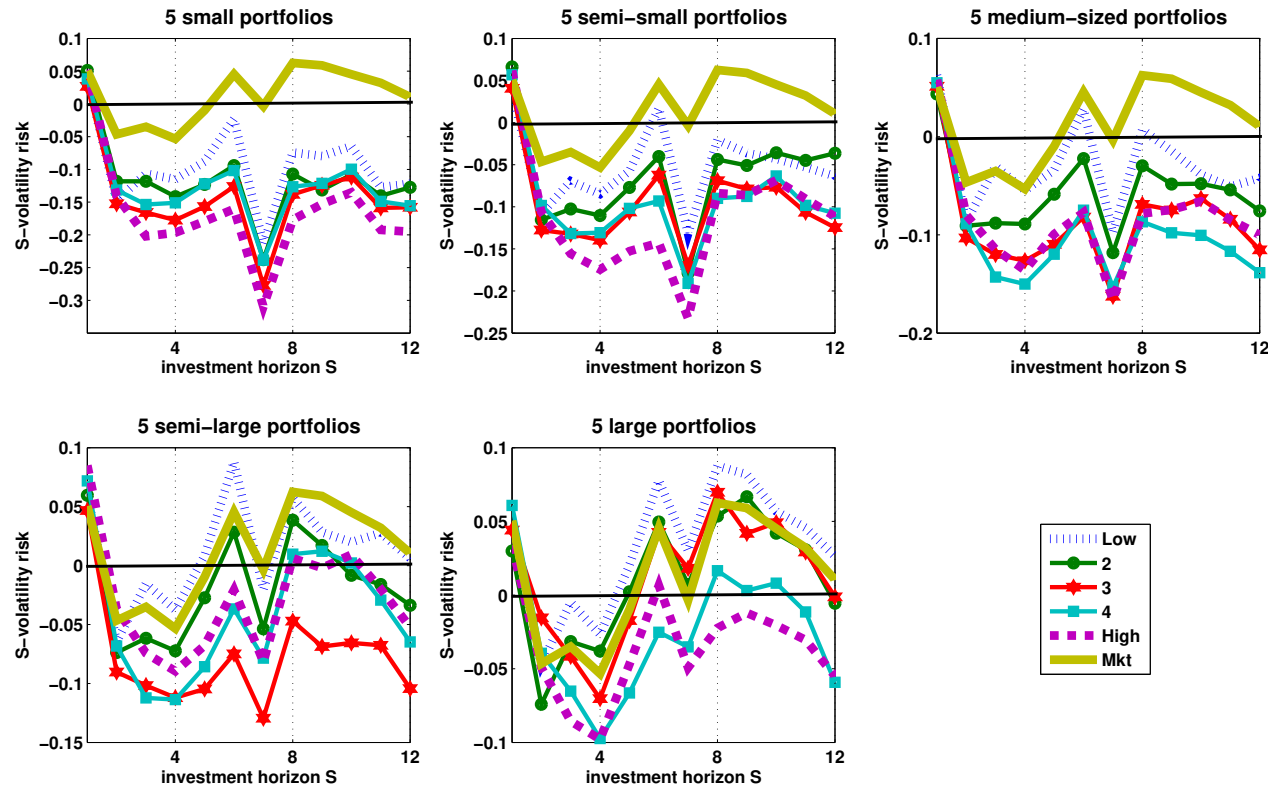 5 small portfolios
0.1
0.05
0
−0.05
−0.1
−0.15
−0.2
−0.25
−0.3
S−volatility risk
4
8
12
investment horizon S
5 semi−small portfolios
0.1
0.05
0
−0.05
−0.1
−0.15
−0.2
−0.25
S−volatility risk
4
8
12
investment horizon S
5 medium−sized portfolios
0.1
0
−0.1
−0.2
S−volatility risk
4
8
12
investment horizon S
5 semi−large portfolios
0.1
0.05
0
−0.05
−0.1
−0.15
S−volatility risk
4
8
12
investment horizon S
5 large portfolios
0.1
0.05
0
−0.05
−0.1
S−volatility risk
4
8
12
investment horizon S
Low
2
3
4
High
Mkt